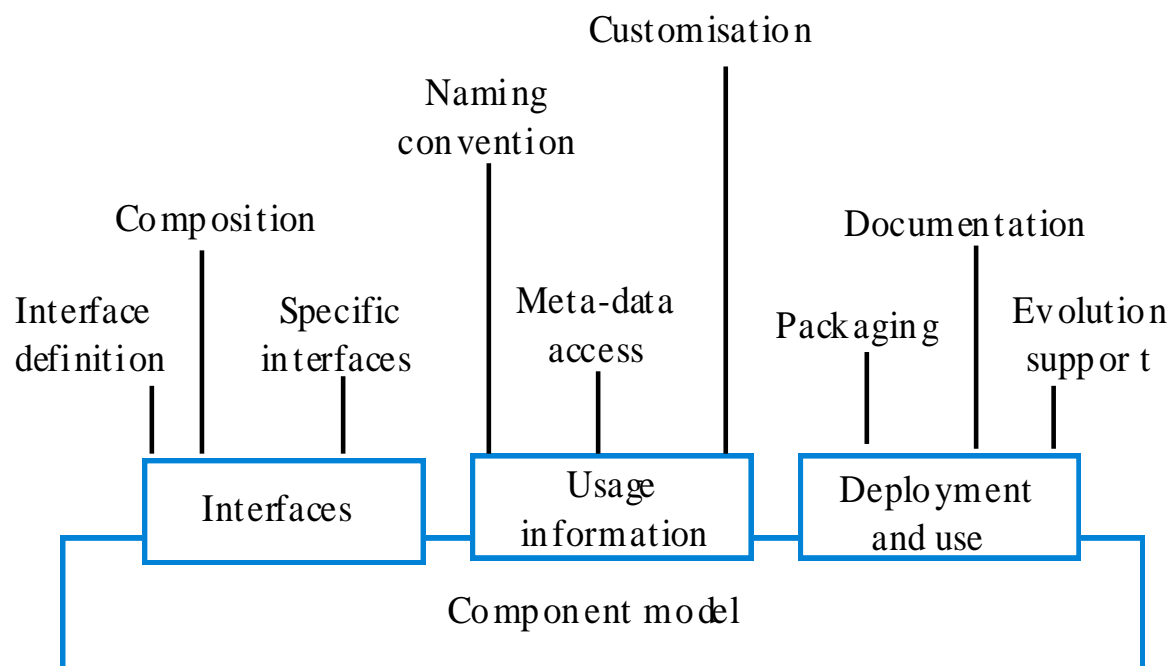 Customisation
Naming
convention
Composition
Documentation
Interface
definition
Specific
interfaces
Meta-data
access
Packaging
Evolution
support
Interfaces
Usage
information
Deployment
and use
Component model